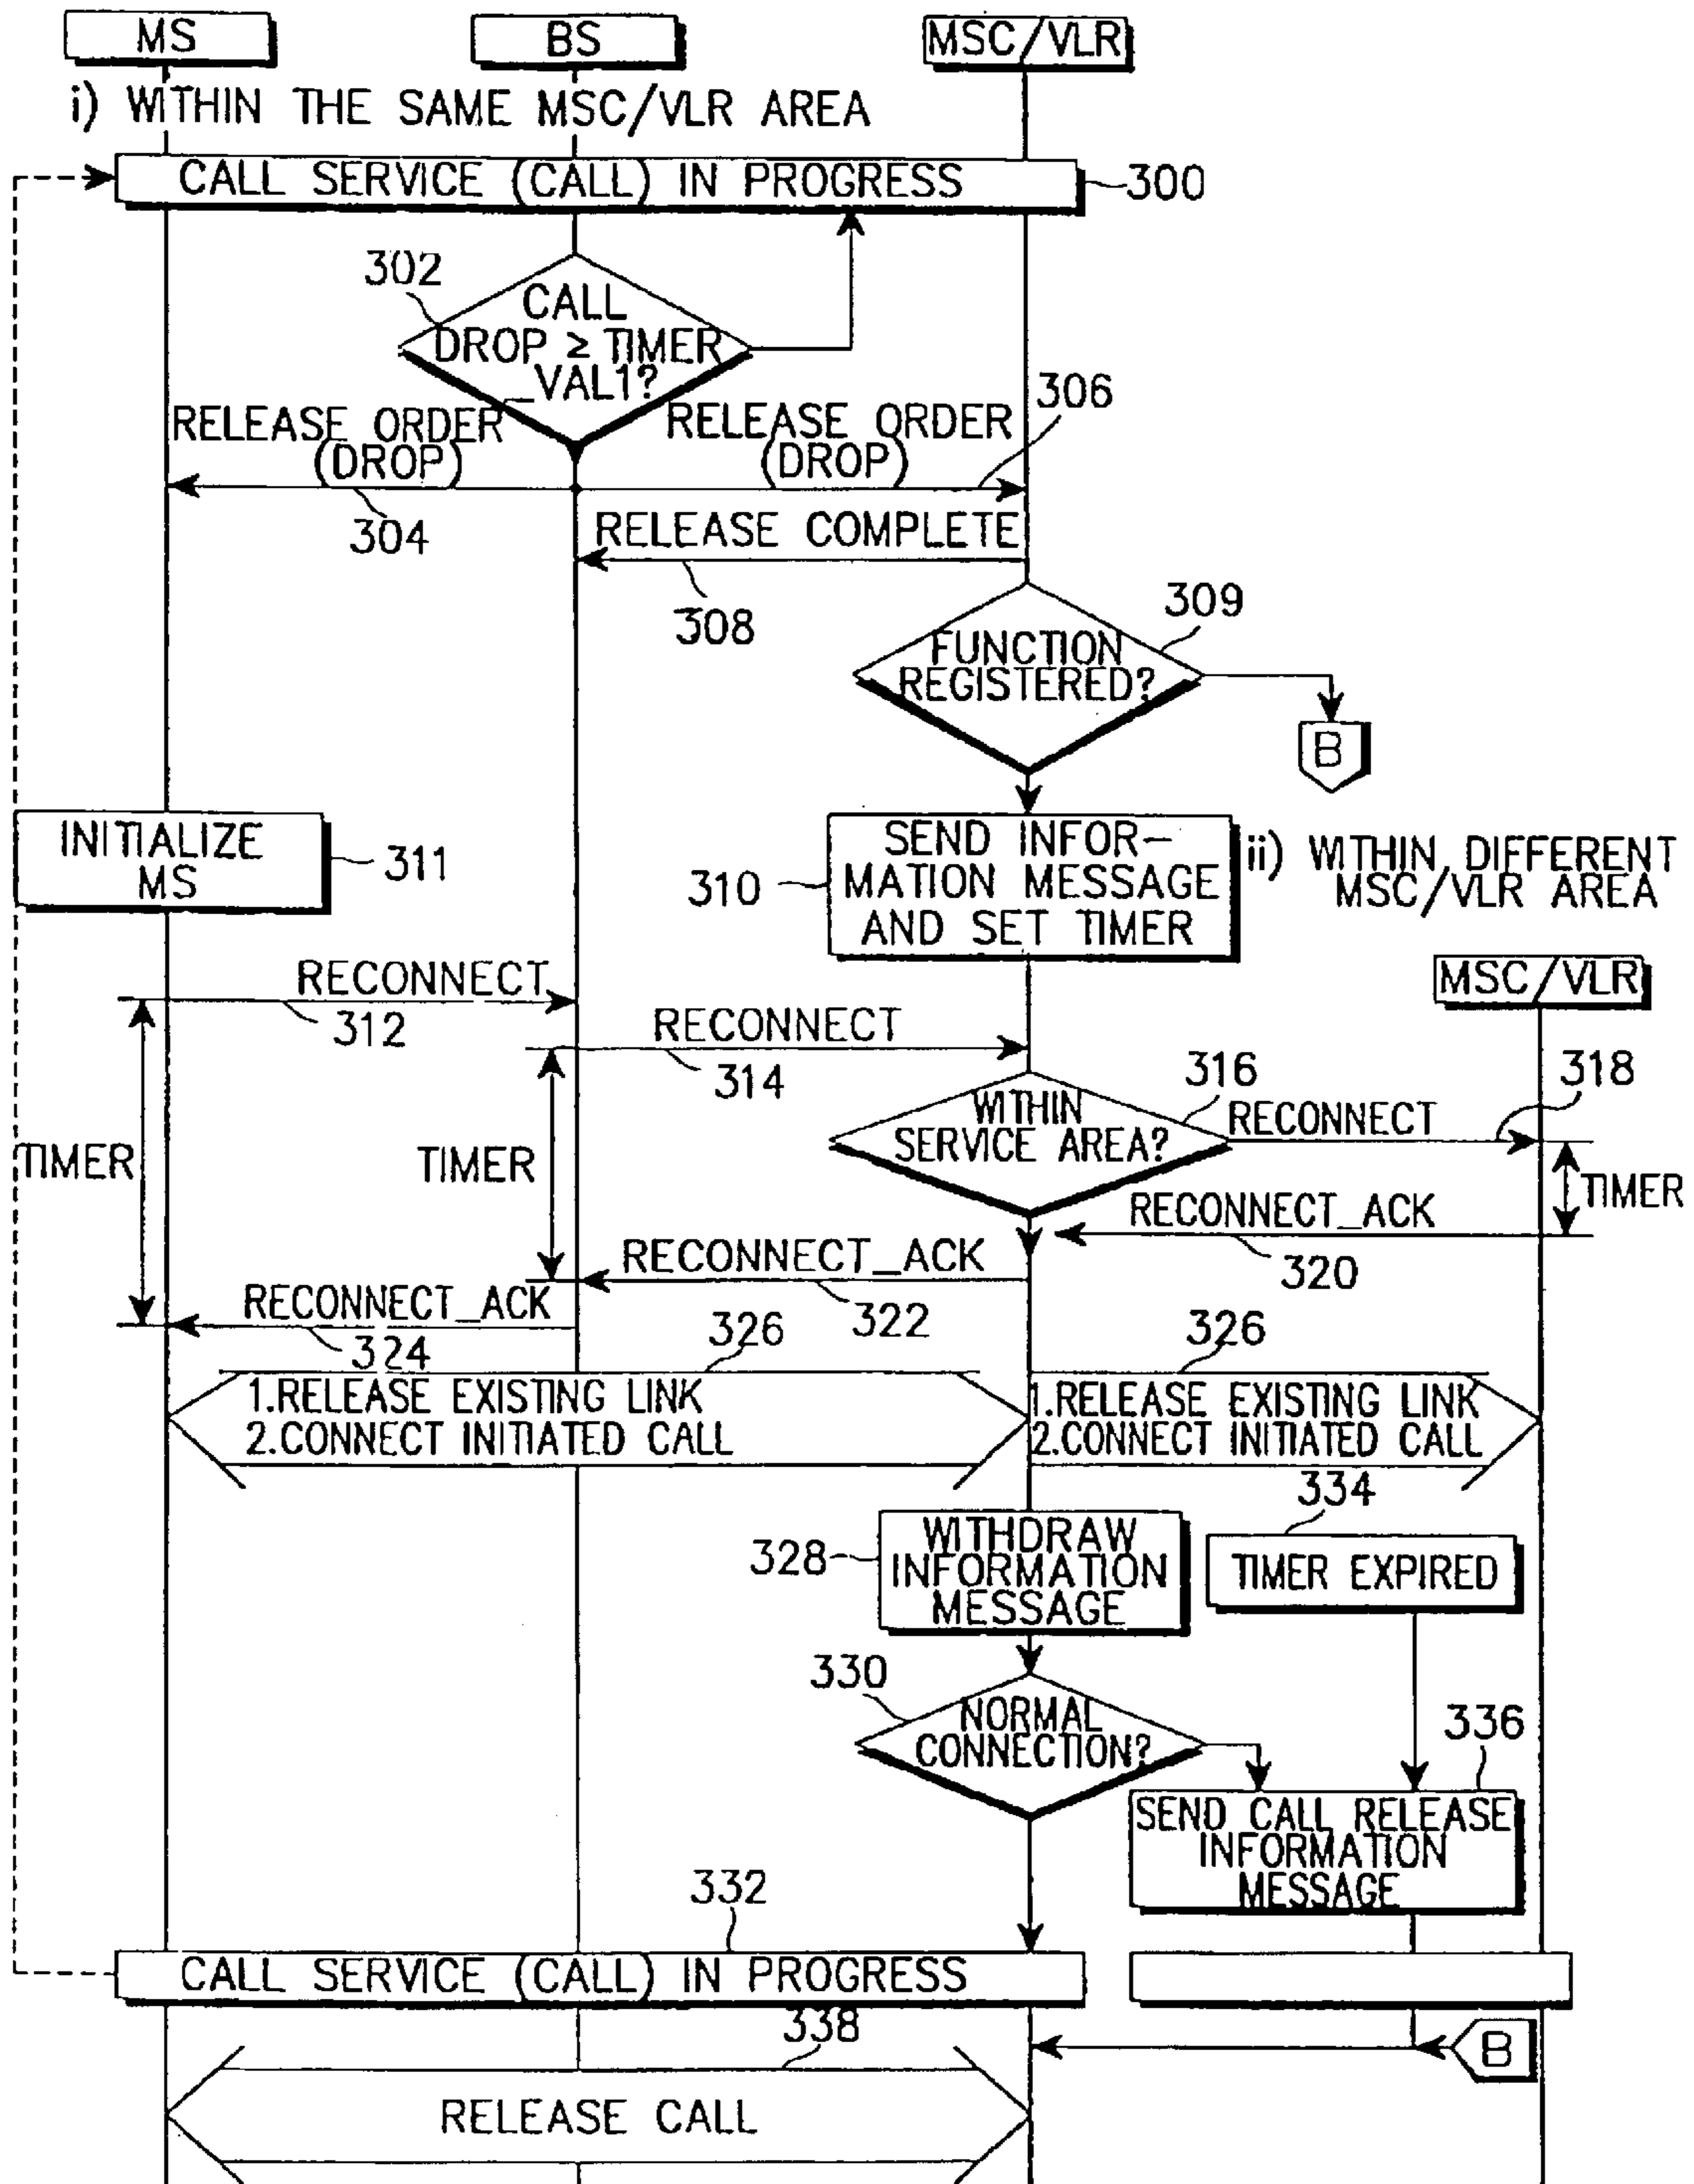 MS
BS
MSC/VLR
i) WITHIN THE SAME MSC/VLR AREA
CALL SERVICE (CALL) IN PROGRESS
300
302
CALL
DROP ≥ TIMER
_VAL1?
306
RELEASE ORDER
(DROP)
RELEASE ORDER
(DROP)
304
RELEASE COMPLETE
308
309
FUNCTION
REGISTERED?
B
INITIALIZE
MS
311
310
SEND INFOR-
MATION MESSAGE
AND SET TIMER
ii) WITHIN DIFFERENT
MSC/VLR AREA
MSC/VLR
RECONNECT
312
RECONNECT
314
316
318
WITHIN
SERVICE AREA?
RECONNECT
TIMER
TIMER
TIMER
RECONNECT_ACK
320
RECONNECT_ACK
322
RECONNECT_ACK
324
326
326
1.RELEASE EXISTING LINK
2.CONNECT INITIATED CALL
1.RELEASE EXISTING LINK
2.CONNECT INITIATED CALL
334
328
WITHDRAW
INFORMATION
MESSAGE
TIMER EXPIRED
330
NORMAL
CONNECTION?
336
SEND CALL RELEASE
INFORMATION
MESSAGE
332
CALL SERVICE (CALL) IN PROGRESS
338
B
RELEASE CALL